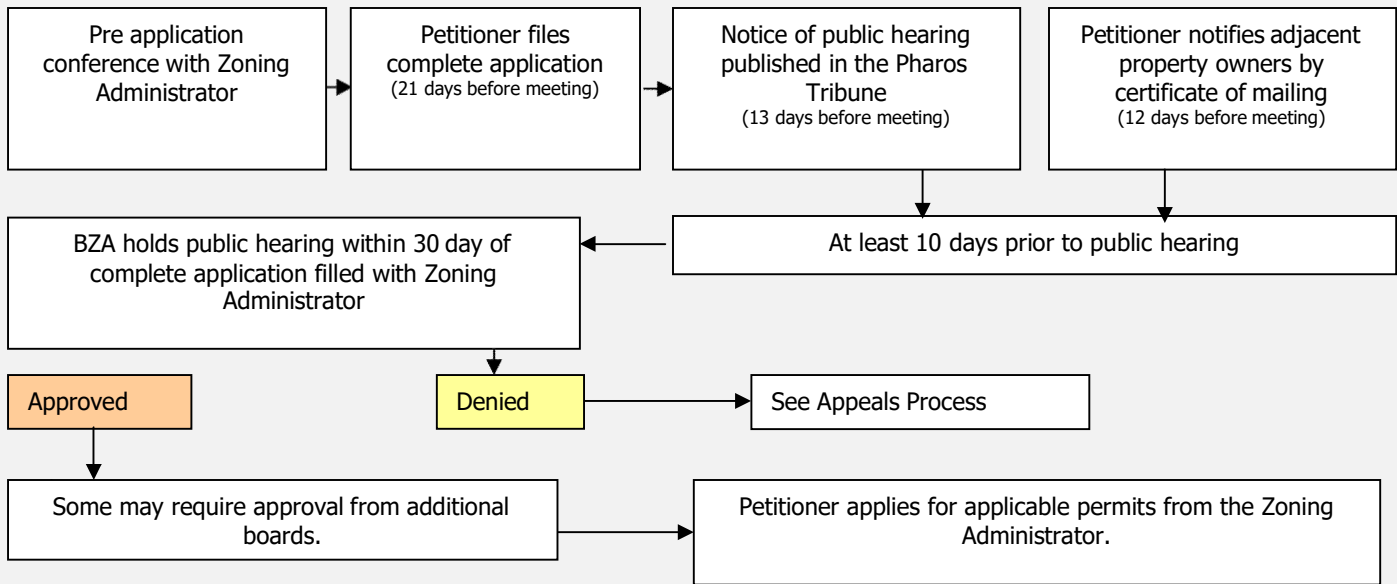 Pre application
conference with Zoning
Administrator
Petitioner files
complete application
(21 days before meeting)
Notice of public hearing
published in the Pharos
Tribune
(13 days before meeting)
Petitioner notifies adjacent
property owners by
certificate of mailing
(12 days before meeting)
At least 10 days prior to public hearing
BZA holds public hearing within 30 day of
complete application filled with Zoning
Administrator
Approved
Denied
See Appeals Process
Some may require approval from additional
boards.
Petitioner applies for applicable permits from the Zoning
Administrator.